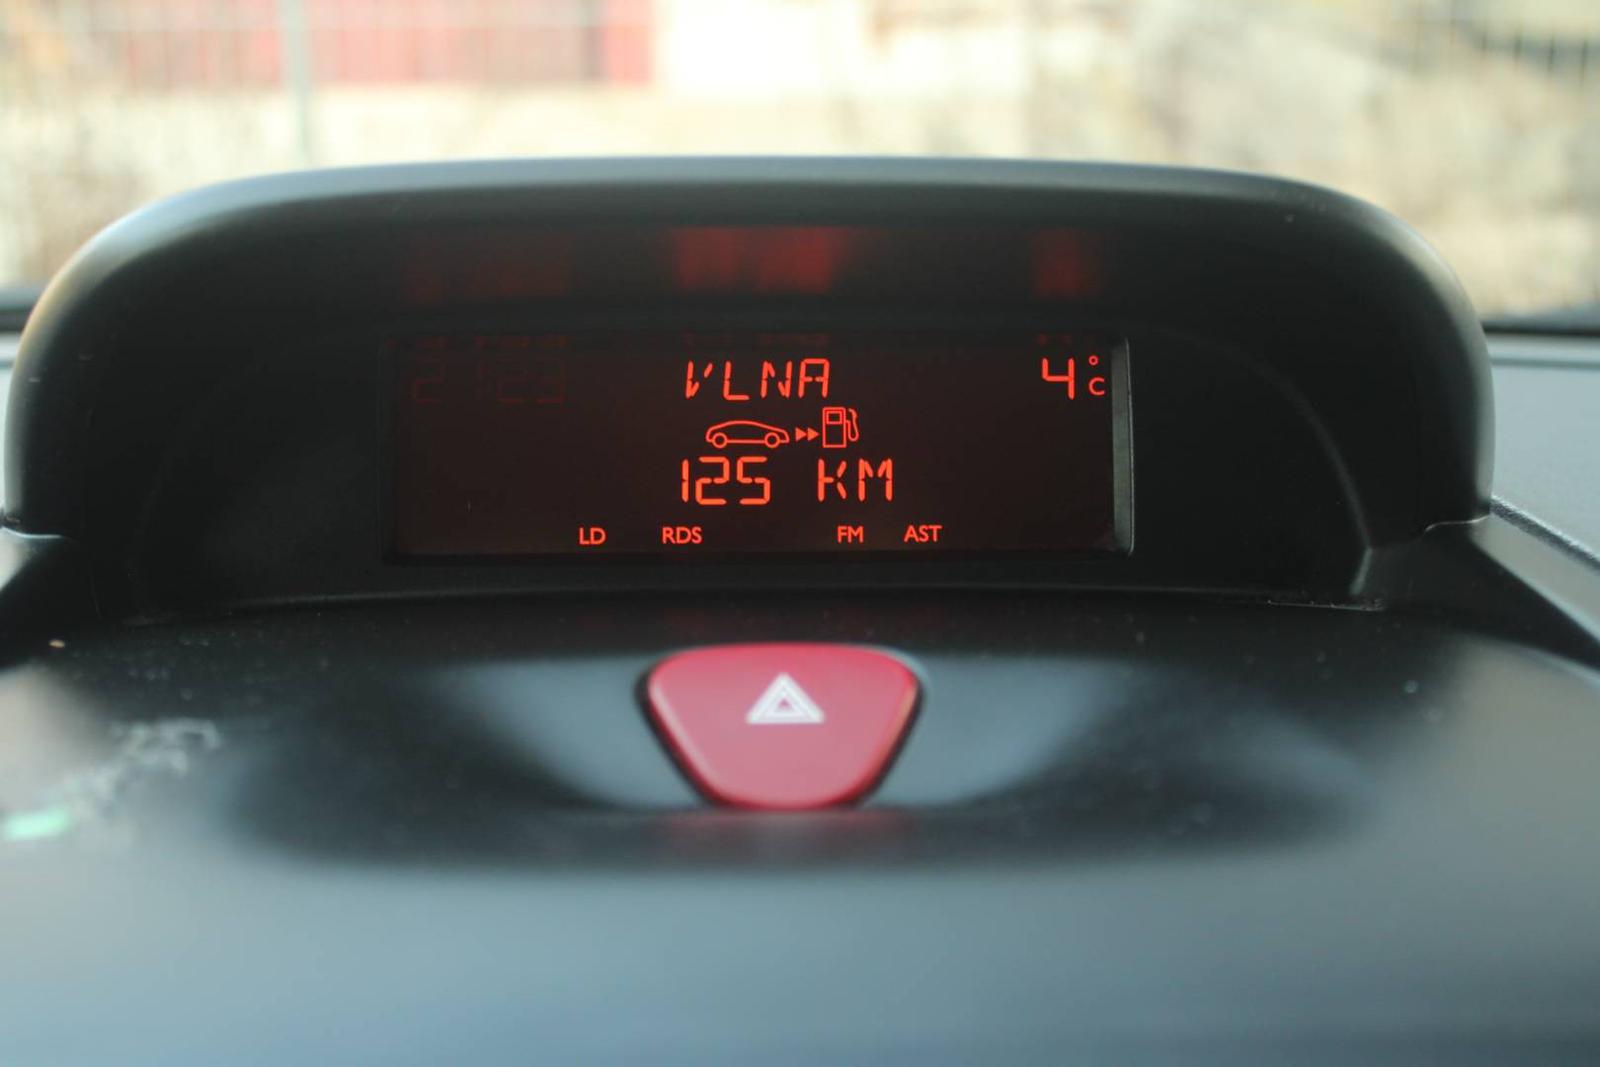 VLNA 4°C
125 KM
LD RDS FM AST